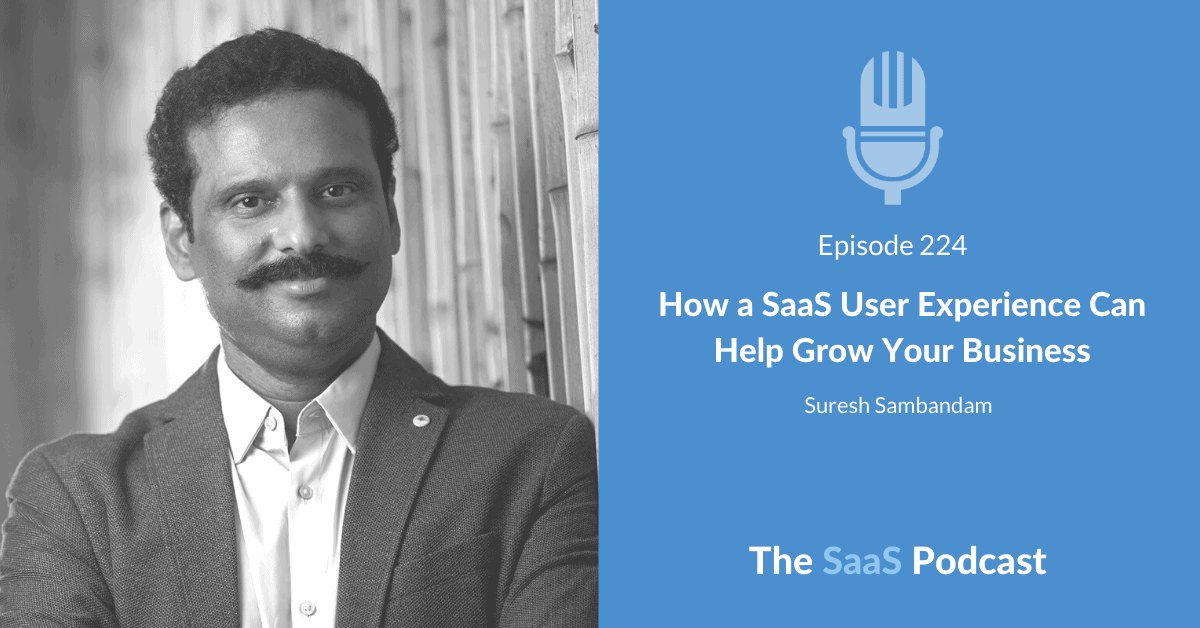 Episode 224
How a SaaS User Experience Can
Help Grow Your Business
Suresh Sambandam
The SaaS Podcast